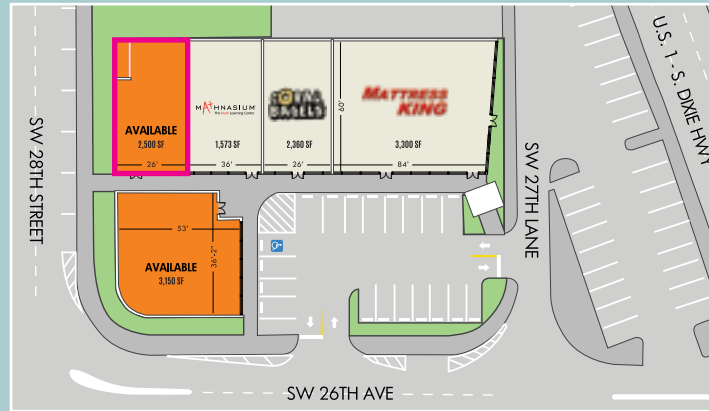 U.S. 1 - S. DIXIE HWY
SW 28TH STREET
SW 27TH LANE
SW 26TH AVE
AVAILABLE
2,500 SF
26'
MATHNASIUM®
The Math Learning Center
1,573 SF
36'
BAGELS
2,360 SF
26'
60'
MATTRESS
KING
3,300 SF
84'
53'
36'-2"
AVAILABLE
3,150 SF